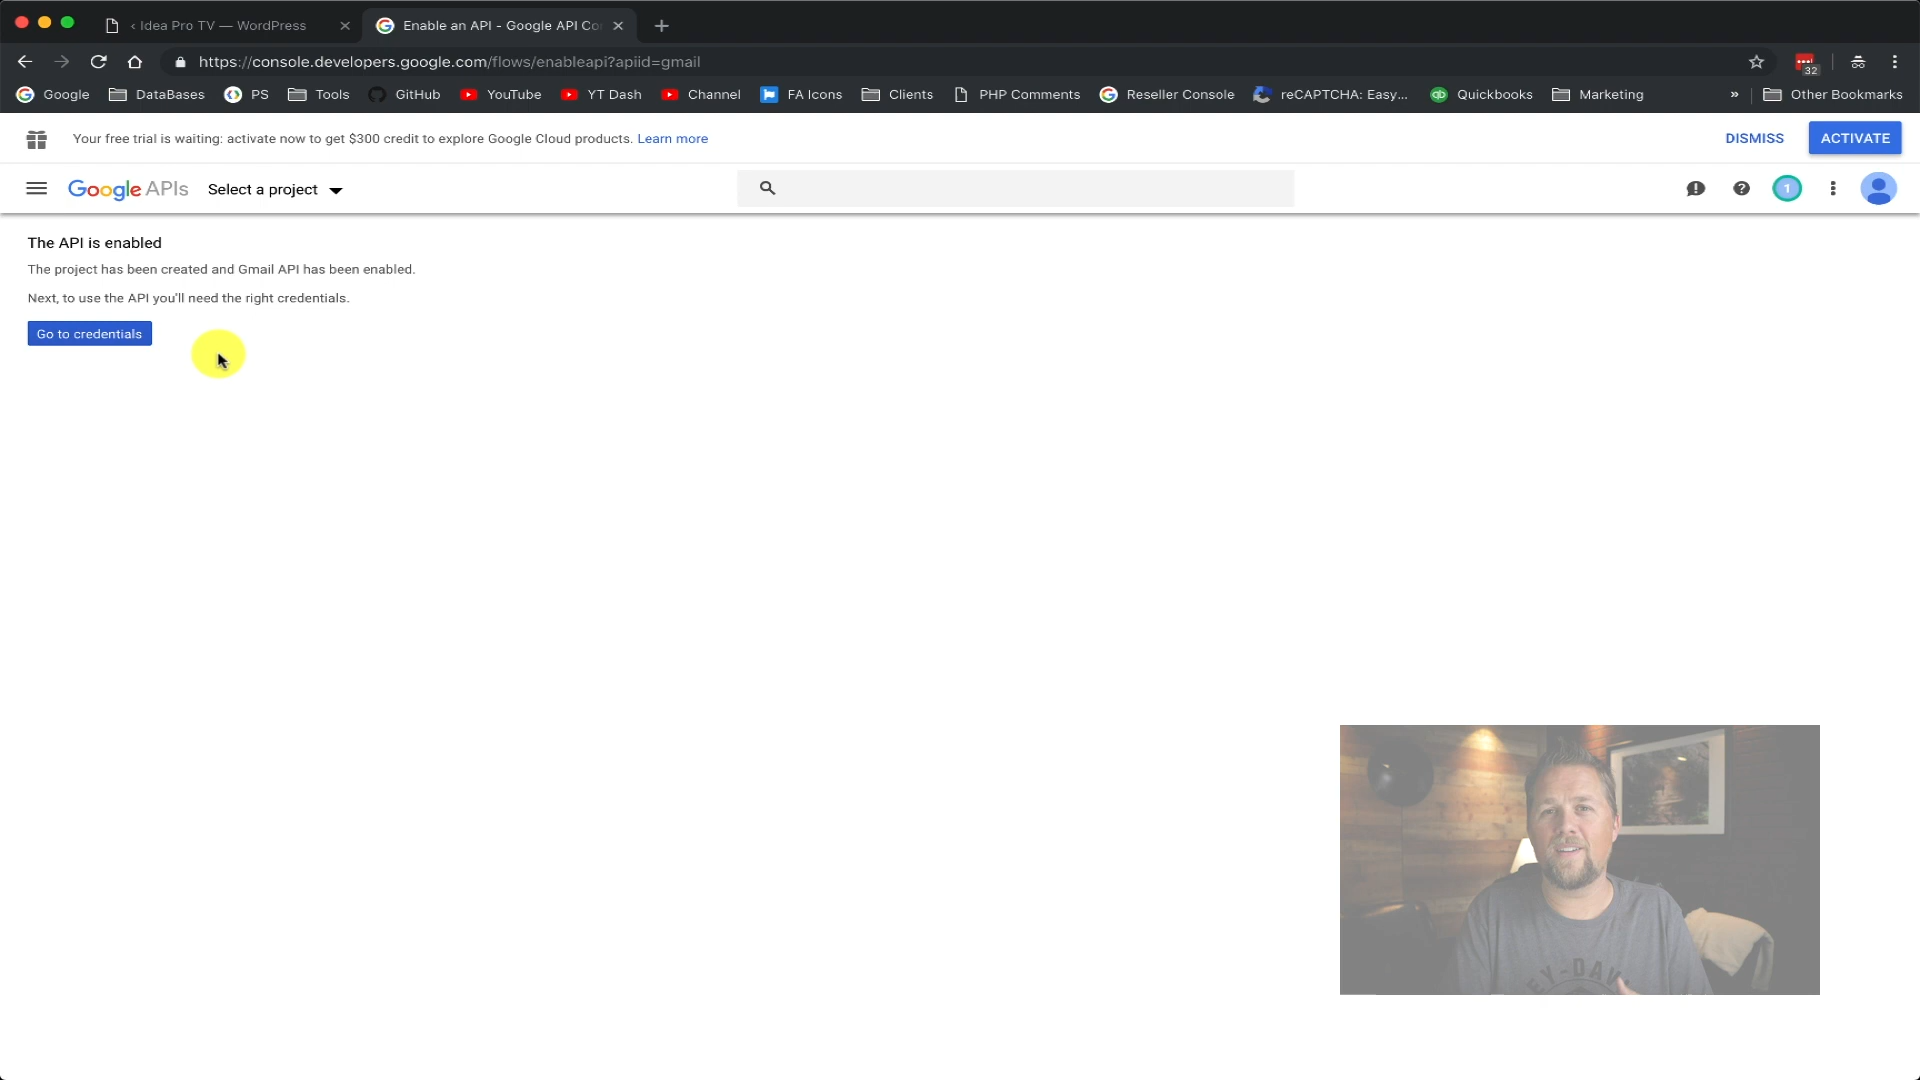 ‹ Idea Pro TV — WordPress
Enable an API - Google API Co
https://console.developers.google.com/flows/enableapi?apiid=gmail
32
Google DataBases PS Tools GitHub YouTube YT Dash Channel FA Icons Clients PHP Comments Reseller Console reCAPTCHA: Easy... Quickbooks Marketing » Other Bookmarks
Your free trial is waiting: activate now to get $300 credit to explore Google Cloud products. Learn more
DISMISS ACTIVATE
Google APIs Select a project
1
The API is enabled
The project has been created and Gmail API has been enabled.
Next, to use the API you'll need the right credentials.
Go to credentials
EY-DAV